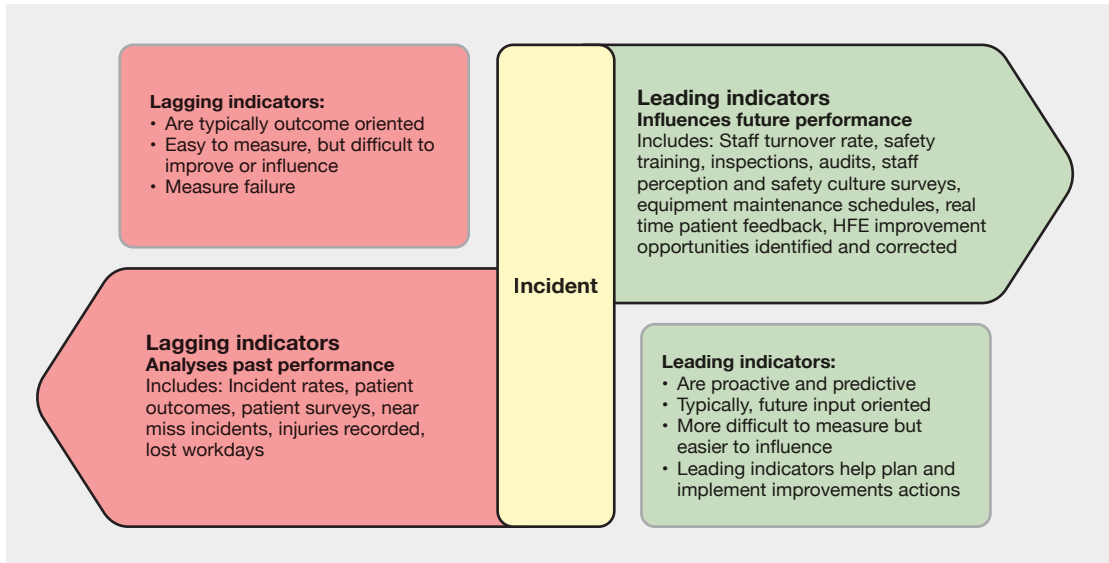 Lagging indicators:
• Are typically outcome oriented
• Easy to measure, but difficult to
improve or influence
• Measure failure
Lagging indicators
Analyses past performance
Includes: Incident rates, patient
outcomes, patient surveys, near
miss incidents, injuries recorded,
lost workdays
Incident
Leading indicators
Influences future performance
Includes: Staff turnover rate, safety
training, inspections, audits, staff
perception and safety culture surveys,
equipment maintenance schedules, real
time patient feedback, HFE improvement
opportunities identified and corrected
Leading indicators:
• Are proactive and predictive
• Typically, future input oriented
• More difficult to measure but
easier to influence
• Leading indicators help plan and
implement improvements actions